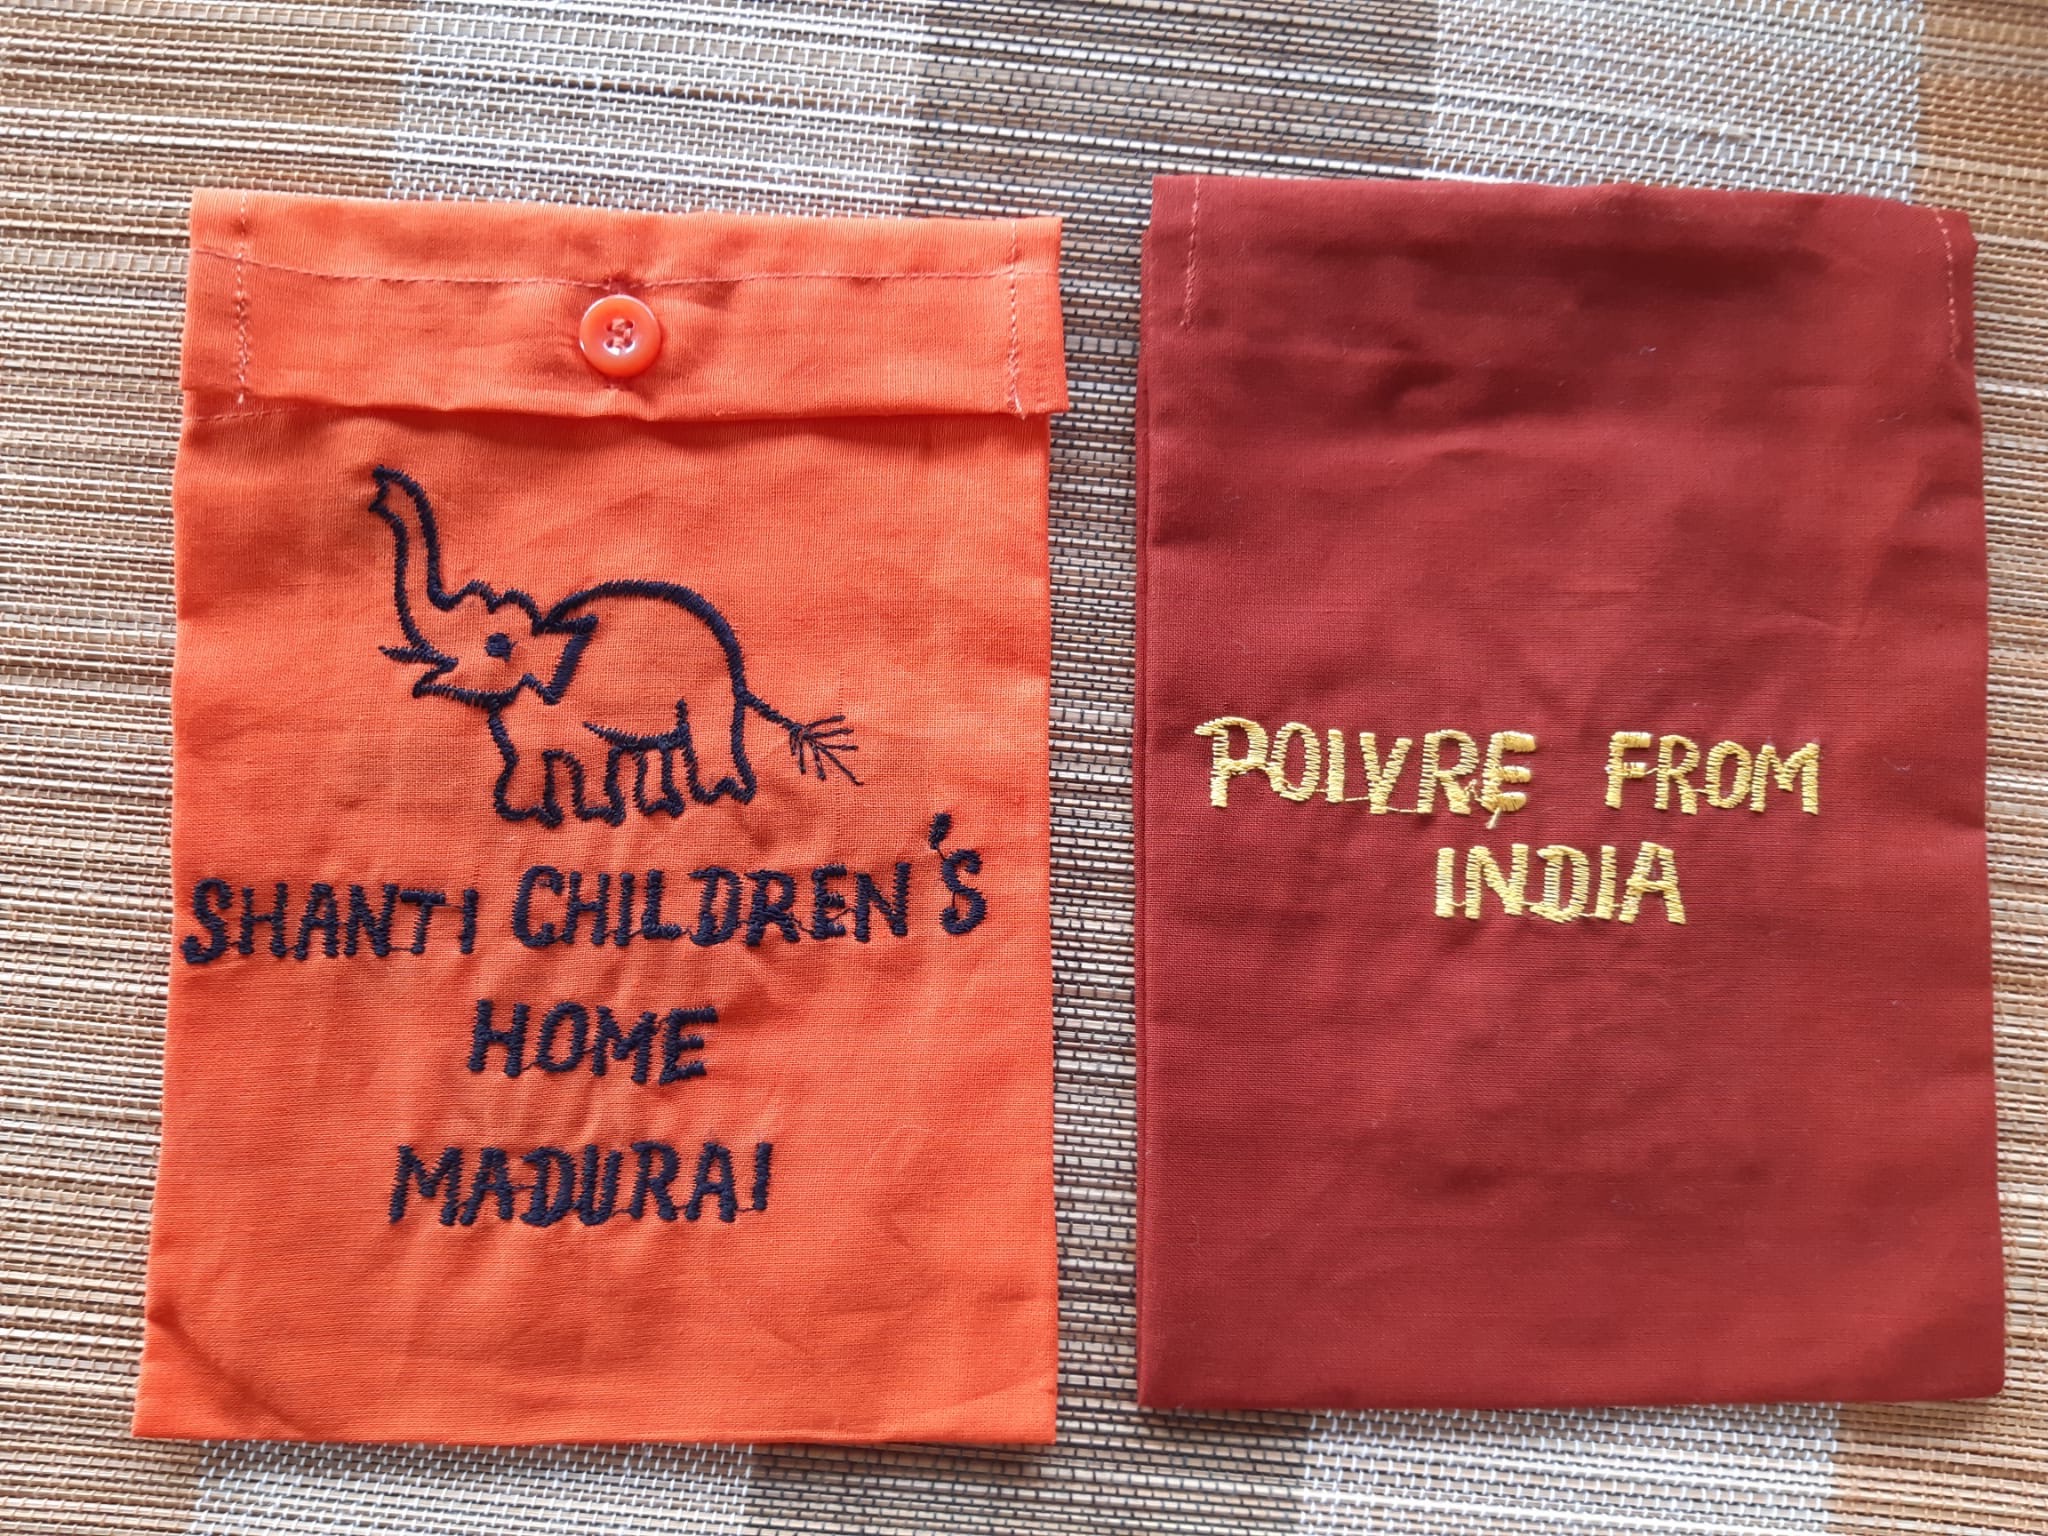 SHANTI CHILDREN'S
HOME
MADURAI
POIVRE FROM
INDIA